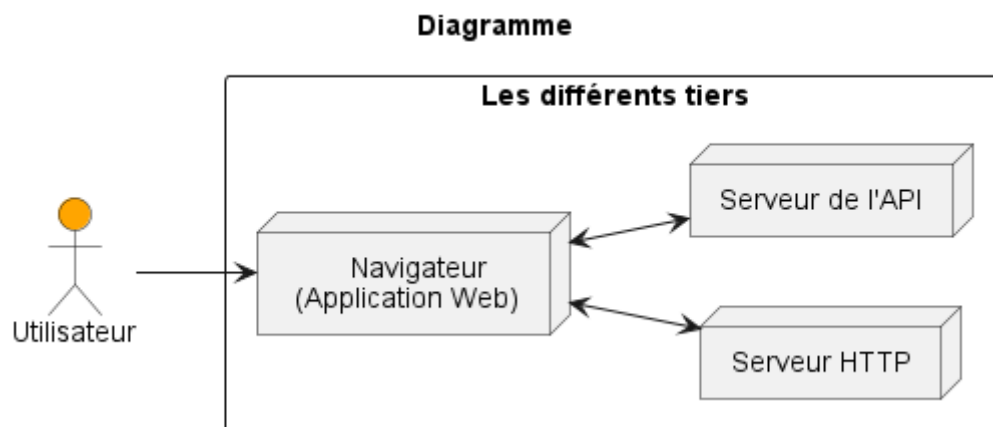 Diagramme
Les différents tiers
Serveur de l'API
Navigateur
(Application Web)
Utilisateur
Serveur HTTP